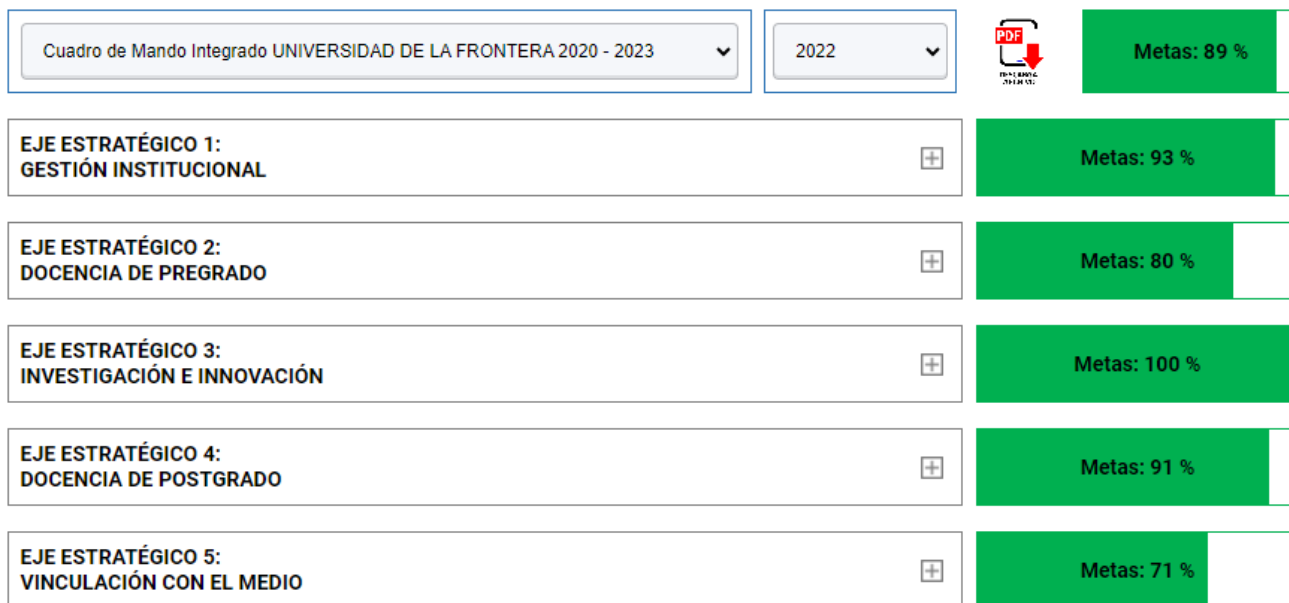 Cuadro de Mando Integrado UNIVERSIDAD DE LA FRONTERA 2020 - 2023
2022
PDF
Metas: 89 %
EJE ESTRATÉGICO 1:
GESTIÓN INSTITUCIONAL
Metas: 93 %
EJE ESTRATÉGICO 2:
DOCENCIA DE PREGRADO
Metas: 80 %
EJE ESTRATÉGICO 3:
INVESTIGACIÓN E INNOVACIÓN
Metas: 100 %
EJE ESTRATÉGICO 4:
DOCENCIA DE POSTGRADO
Metas: 91 %
EJE ESTRATÉGICO 5:
VINCULACIÓN CON EL MEDIO
Metas: 71 %